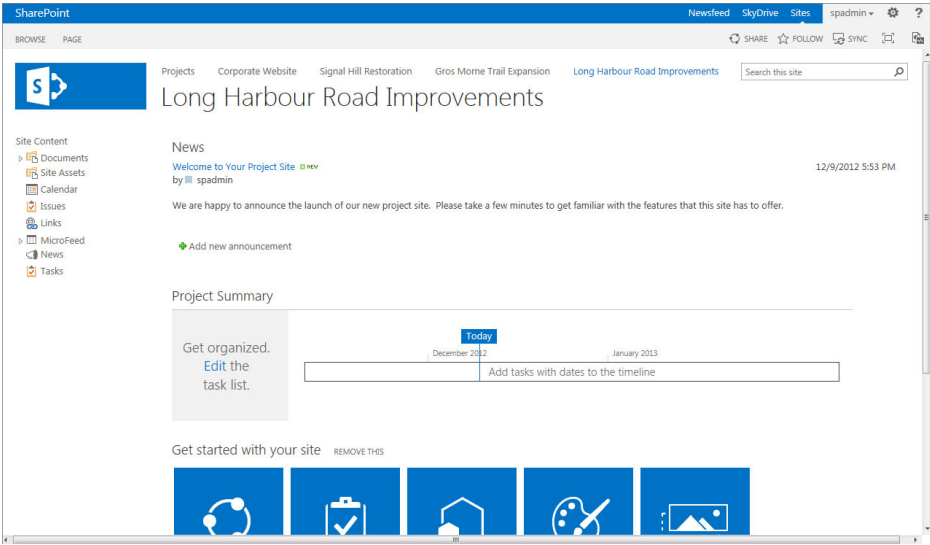 SharePoint
Newsfeed SkyDrive Sites spadmin ?
BROWSE PAGE
SHARE FOLLOW SYNC
Projects Corporate Website Signal Hill Restoration Gros Morne Trail Expansion Long Harbour Road Improvements
Search this site
S
Long Harbour Road Improvements
Site Content
Documents
Site Assets
Calendar
Issues
Links
MicroFeed
News
Tasks
News
Welcome to Your Project Site NEW
12/9/2012 5:53 PM
by spadmin
We are happy to announce the launch of our new project site. Please take a few minutes to get familiar with the features that this site has to offer.
Add new announcement
Project Summary
Get organized.
Edit the
task list.
Today
December 2012 January 2013
Add tasks with dates to the timeline
Get started with your site REMOVE THIS